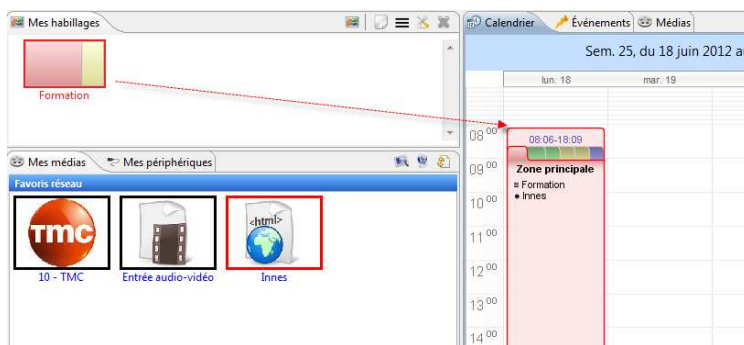 Mes habillages
Formation
Mes médias Mes périphériques
Favoris réseau
TMC
<html>
10 - TMC Entrée audio-vidéo Innes
Calendrier Événements Médias
Sem. 25, du 18 juin 2012 au
lun. 18 mar. 19
08 00
08:06-18:09
09 00
Zone principale
Formation
Innes
10 00
11 00
12 00
13 00
14 00